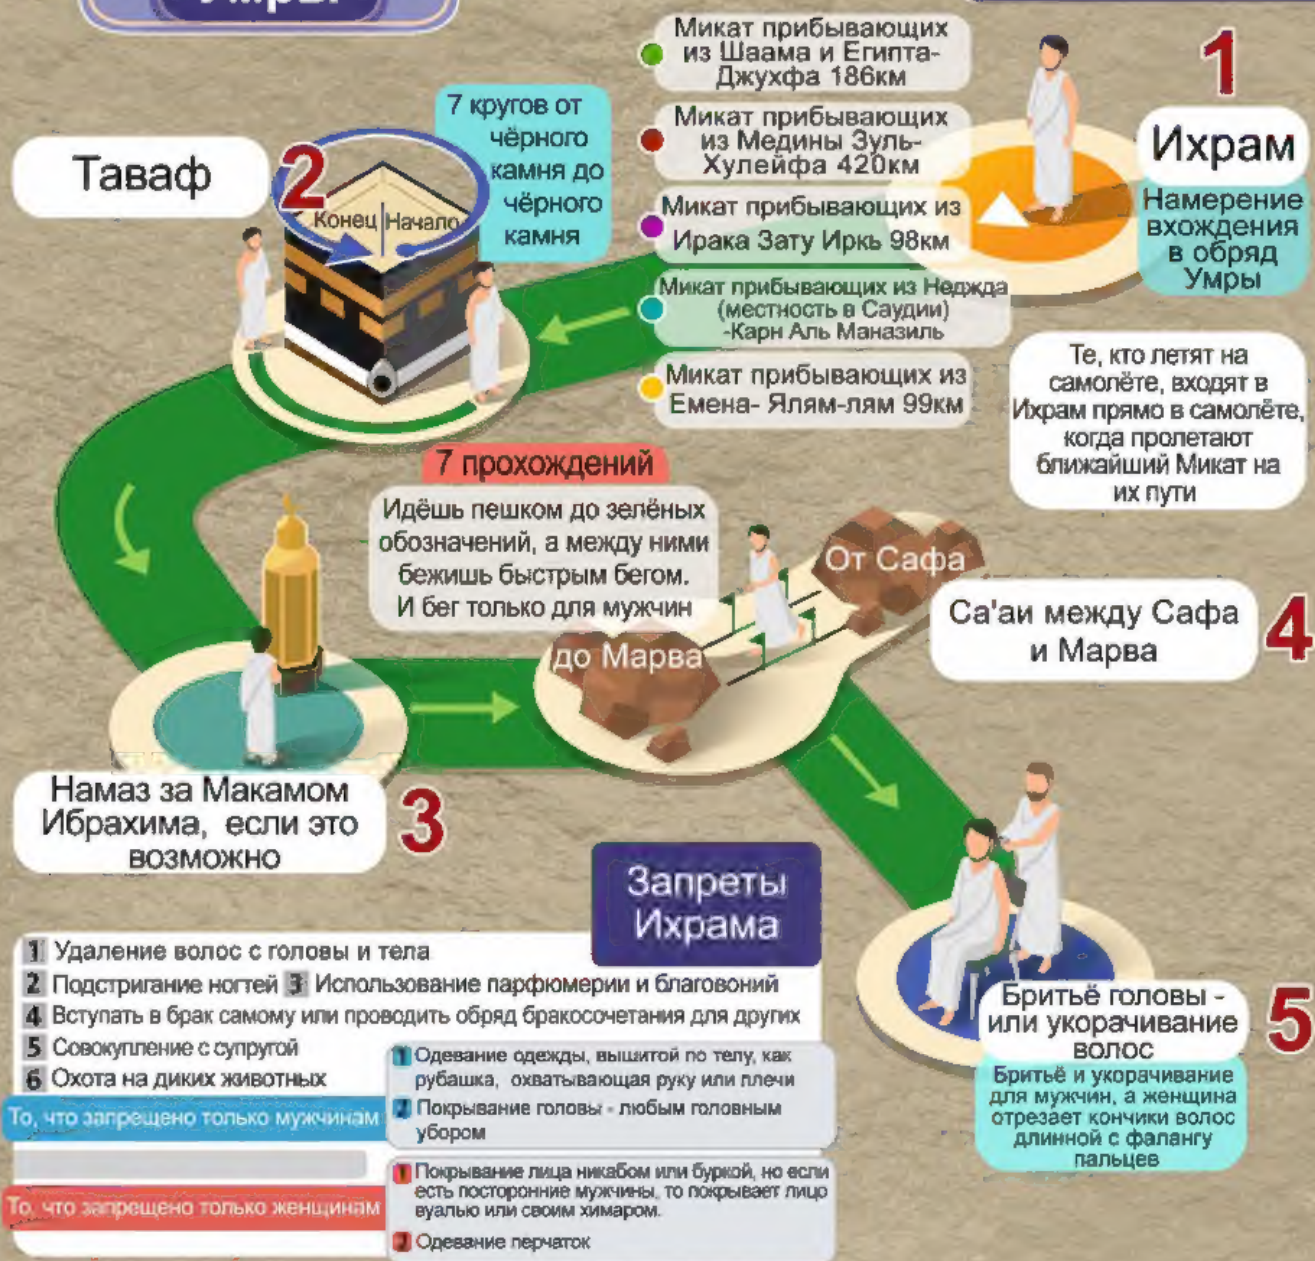 Умры
Микат прибывающих
из Шаама и Египта-
Джухфа 186км
Микат прибывающих
из Медины Зуль-
Хулейфа 420км
Микат прибывающих из
Ирака Зату Иркь 98км
Микат прибывающих из Неджда
(местность в Саудии)
-Карн Аль Маназиль
Микат прибывающих из
Емена- Ялям-лям 99км
1
Ихрам
Намерение
вхождения
в обряд
Умры
Те, кто летят на
самолёте, входят в
Ихрам прямо в самолёте,
когда пролетают
ближайший Микат на
их пути
Таваф
2
7 кругов от
чёрного
камня до
чёрного
камня
Конец Начало
7 прохождений
Идёшь пешком до зелёных
обозначений, а между ними
бежишь быстрым бегом.
И бег только для мужчин
От Сафа
до Марва
Са'аи между Сафа
и Марва
4
Намаз за Макамом
Ибрахима, если это
возможно
3
Бритьё головы -
или укорачивание
волос
5
Бритьё и укорачивание
для мужчин, а женщина
отрезает кончики волос
длинной с фалангу
пальцев
Запреты
Ихрама
1 Удаление волос с головы и тела
2 Подстригание ногтей 3 Использование парфюмерии и благовоний
4 Вступать в брак самому или проводить обряд бракосочетания для других
5 Совокупление с супругой
6 Охота на диких животных
То, что запрещено только мужчинам
1 Одевание одежды, вышитой по телу, как
рубашка, охватывающая руку или плечи
2 Покрывание головы - любым головным
убором
То, что запрещено только женщинам
1 Покрывание лица никабом или буркой, но если
есть посторонние мужчины, то покрывает лицо
вуалью или своим химаром.
2 Одевание перчаток